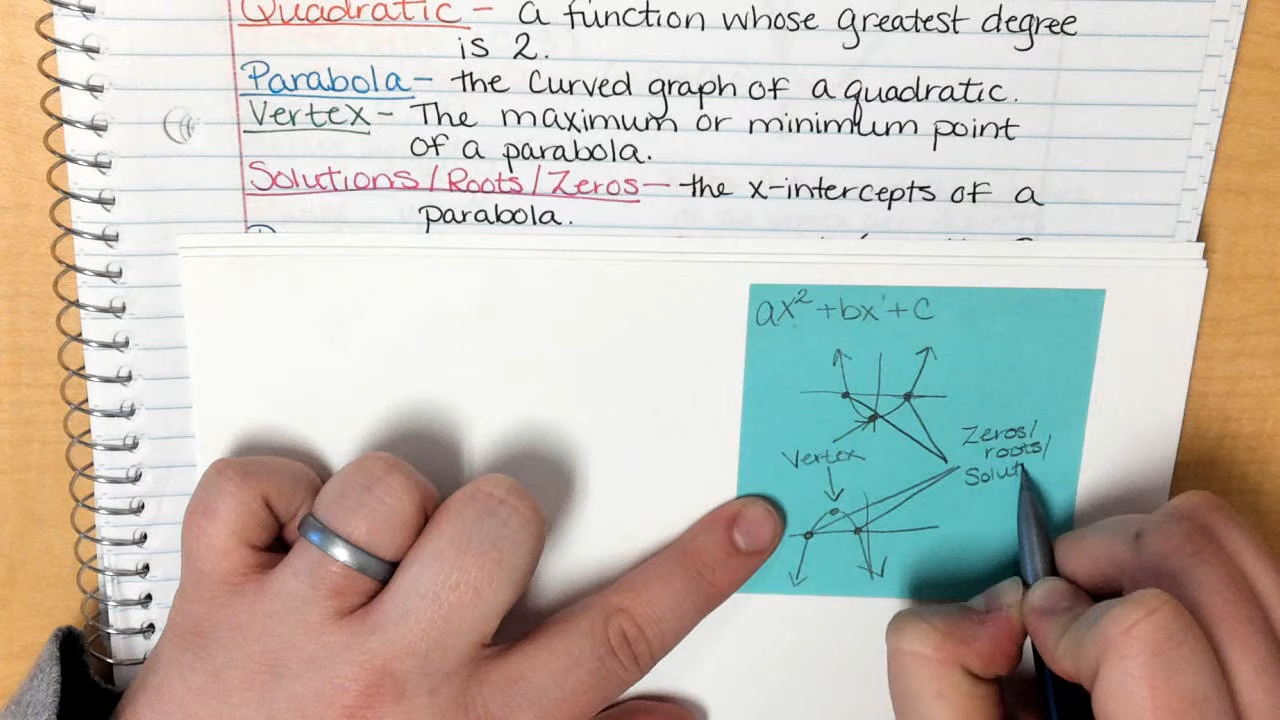 Quadratic - a function whose greatest degree
is 2.
Parabola - the curved graph of a quadratic.
Vertex - The maximum or minimum point
of a parabola.
Solutions/Roots/Zeros - the x-intercepts of a
parabola.
ax² + bx' + c
Zeros/
roots/
Solut
Vertex